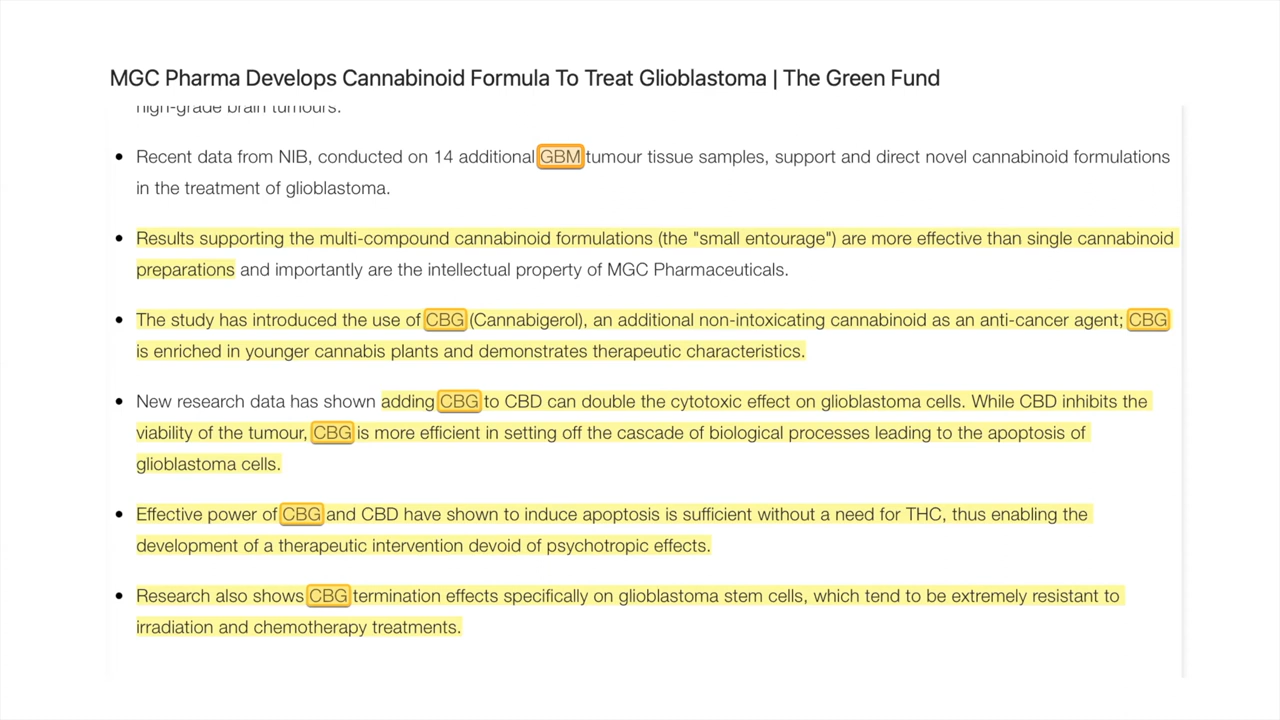 MGC Pharma Develops Cannabinoid Formula To Treat Glioblastoma | The Green Fund
high-grade brain tumours.
• Recent data from NIB, conducted on 14 additional GBM tumour tissue samples, support and direct novel cannabinoid formulations
in the treatment of glioblastoma.
• Results supporting the multi-compound cannabinoid formulations (the "small entourage") are more effective than single cannabinoid
preparations and importantly are the intellectual property of MGC Pharmaceuticals.
• The study has introduced the use of CBG (Cannabigerol), an additional non-intoxicating cannabinoid as an anti-cancer agent; CBG
is enriched in younger cannabis plants and demonstrates therapeutic characteristics.
• New research data has shown adding CBG to CBD can double the cytotoxic effect on glioblastoma cells. While CBD inhibits the
viability of the tumour, CBG is more efficient in setting off the cascade of biological processes leading to the apoptosis of
glioblastoma cells.
• Effective power of CBG and CBD have shown to induce apoptosis is sufficient without a need for THC, thus enabling the
development of a therapeutic intervention devoid of psychotropic effects.
• Research also shows CBG termination effects specifically on glioblastoma stem cells, which tend to be extremely resistant to
irradiation and chemotherapy treatments.